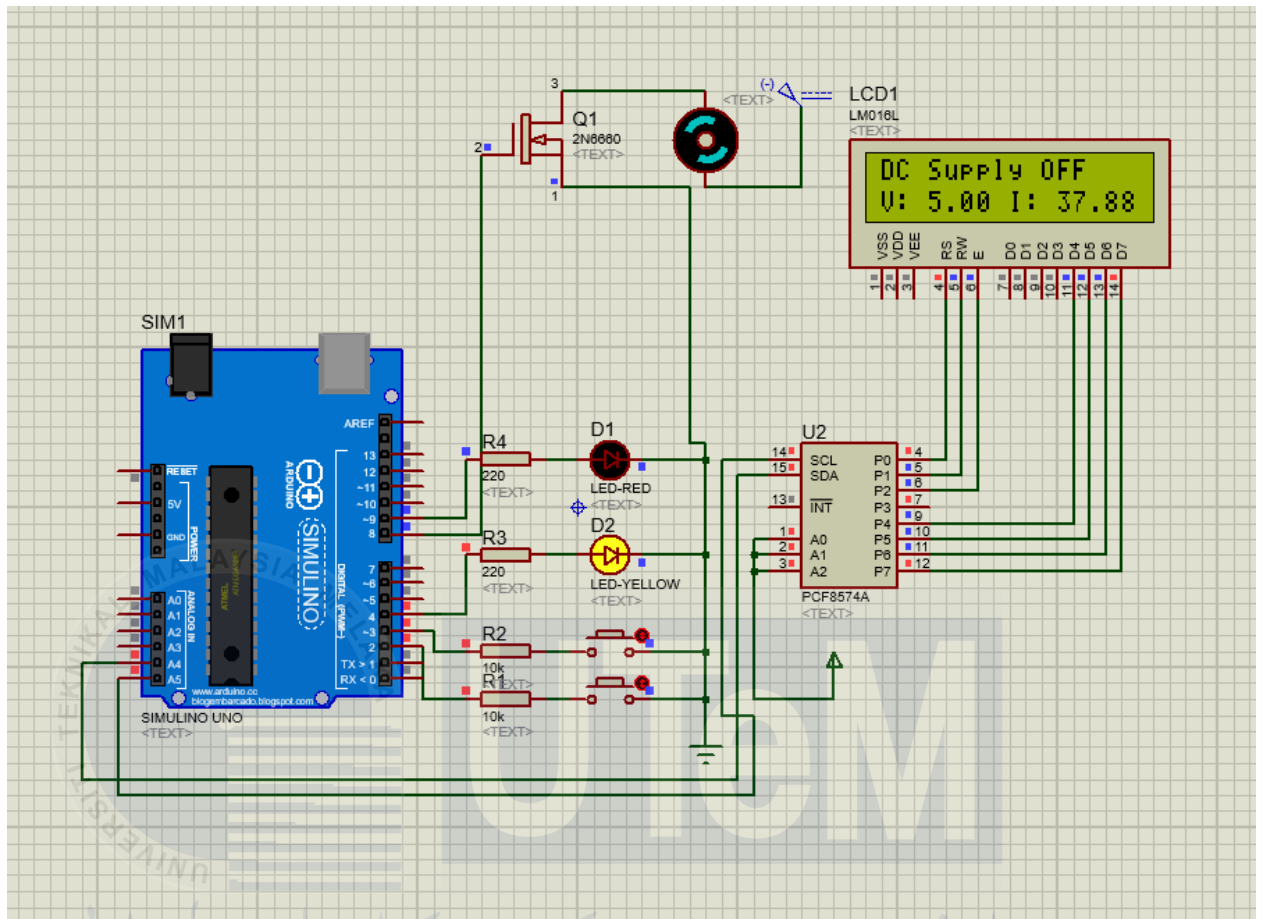 3
(-)
<TEXT>
LCD1
LM016L
<TEXT>
Q1
2N6660
<TEXT>
2
1
DC Supply OFF
V: 5.00 I: 37.88
VSS
VDD
VEE
RS
RW
E
D0
D1
D2
D3
D4
D5
D6
D7
1
2
3
4
5
6
7
8
9
10
11
12
13
14
SIM1
AREF
13
12
~11
~10
~9
8
RESET
5V
GND
POWER
ARDUINO
SIMULINO
ATMEL
DIGITAL (PWM~)
7
~6
~5
4
~3
2
TX > 1
RX < 0
ANALOG IN
A0
A1
A2
A3
A4
A5
www.arduino.cc
blogembarcado.blogspot.com
SIMULINO UNO
<TEXT>
R4
220
<TEXT>
D1
LED-RED
<TEXT>
R3
220
<TEXT>
D2
LED-YELLOW
<TEXT>
R2
10k
<TEXT>
R1
10k
<TEXT>
U2
14
SCL
15
SDA
13
INT
1
A0
2
A1
3
A2
P0
4
P1
5
P2
6
P3
7
P4
9
P5
10
P6
11
P7
12
PCF8574A
<TEXT>
UNIVERSITI TEKNIKAL MALAYSIA
UTeM